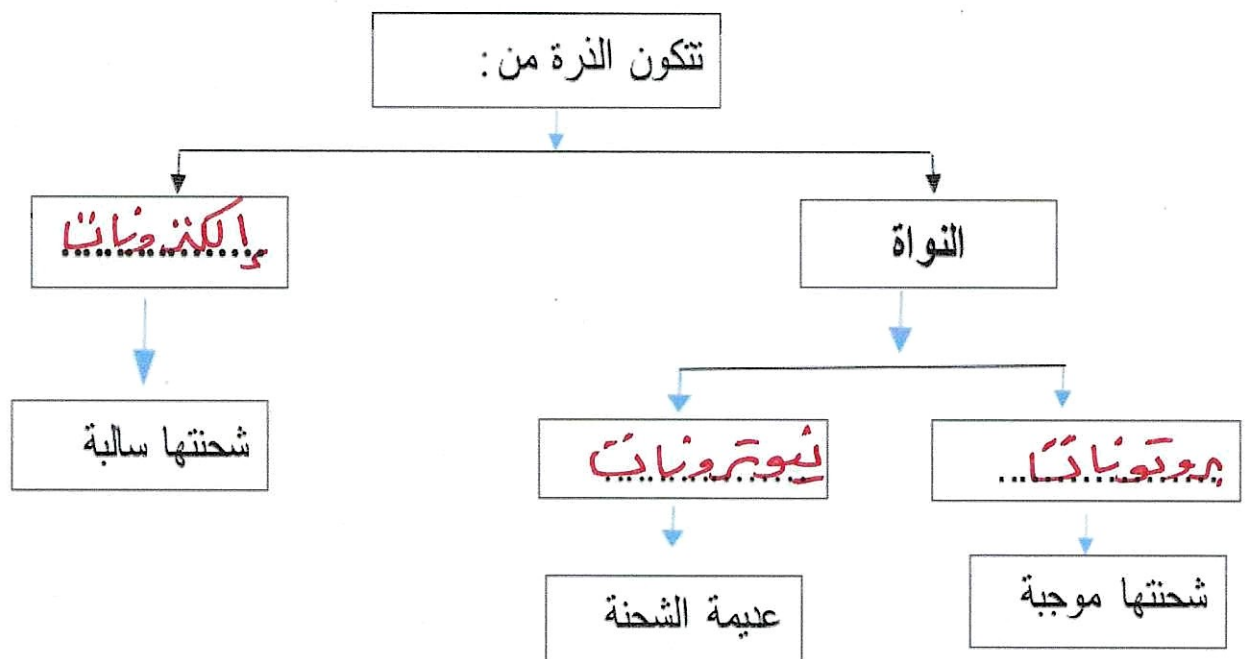 تتكون الذرة من:
النواة
إلكترونات
شحنتها سالبة
بروتونات
نيوترونات
شحنتها موجبة
عديمة الشحنة